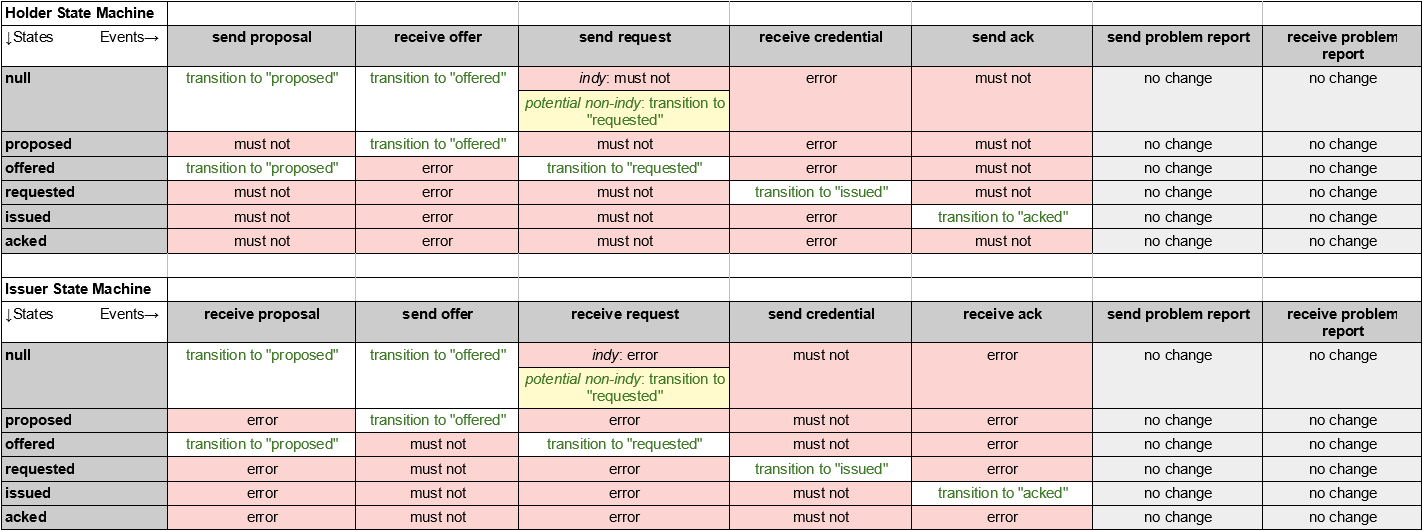 Holder State Machine
↓States Events→ send proposal receive offer send request receive credential send ack send problem report receive problem report
null transition to "proposed" transition to "offered" indy: must not error must not no change no change
potential non-indy: transition to "requested"
proposed must not transition to "offered" must not error must not no change no change
offered transition to "proposed" error transition to "requested" error must not no change no change
requested must not error must not transition to "issued" must not no change no change
issued must not error must not error transition to "acked" no change no change
acked must not error must not error must not no change no change
Issuer State Machine
↓States Events→ receive proposal send offer receive request send credential receive ack send problem report receive problem report
null transition to "proposed" transition to "offered" indy: error must not error no change no change
potential non-indy: transition to "requested"
proposed error transition to "offered" error must not error no change no change
offered transition to "proposed" must not transition to "requested" must not error no change no change
requested error must not error transition to "issued" error no change no change
issued error must not error must not transition to "acked" no change no change
acked error must not error must not error no change no change